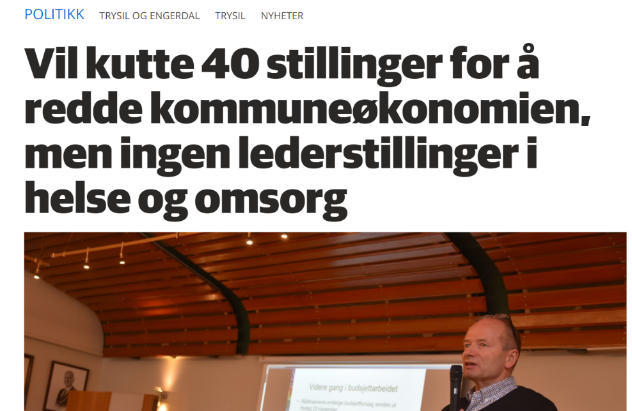 POLITIKK TRYSIL OG ENGERDAL TRYSIL NYHETER
Vil kutte 40 stillinger for å
redde kommuneøkonomien,
men ingen lederstillinger i
helse og omsorg
Videre gang i budsjettarbeidet